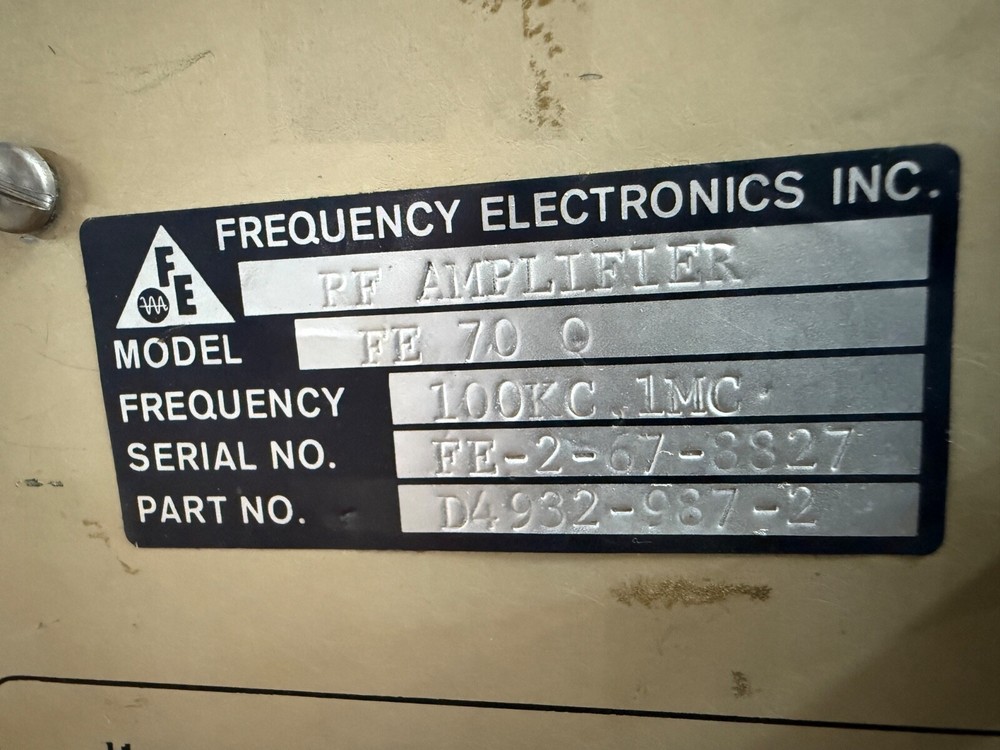 FREQUENCY ELECTRONICS INC.
FE
RF AMPLIFIER
MODEL FE 70 Q
FREQUENCY 100KC, 1MC
SERIAL NO. FE-2-67-8827
PART NO. D4932-987-2